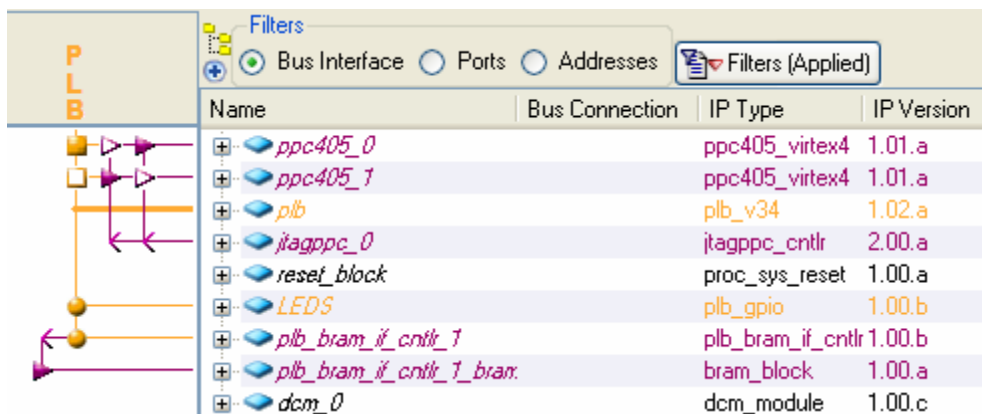 PLB
Filters
Bus Interface Ports Addresses Filters (Applied)
Name Bus Connection IP Type IP Version
ppc405_0 ppc405_virtex4 1.01.a
ppc405_1 ppc405_virtex4 1.01.a
plb plb_v34 1.02.a
jtagppc_0 jtagppc_cntlr 2.00.a
reset_block proc_sys_reset 1.00.a
LEDS plb_gpio 1.00.b
plb_bram_if_cntlr_1 plb_bram_if_cntlr 1.00.b
plb_bram_if_cntlr_1_bram bram_block 1.00.a
dcm_0 dcm_module 1.00.c